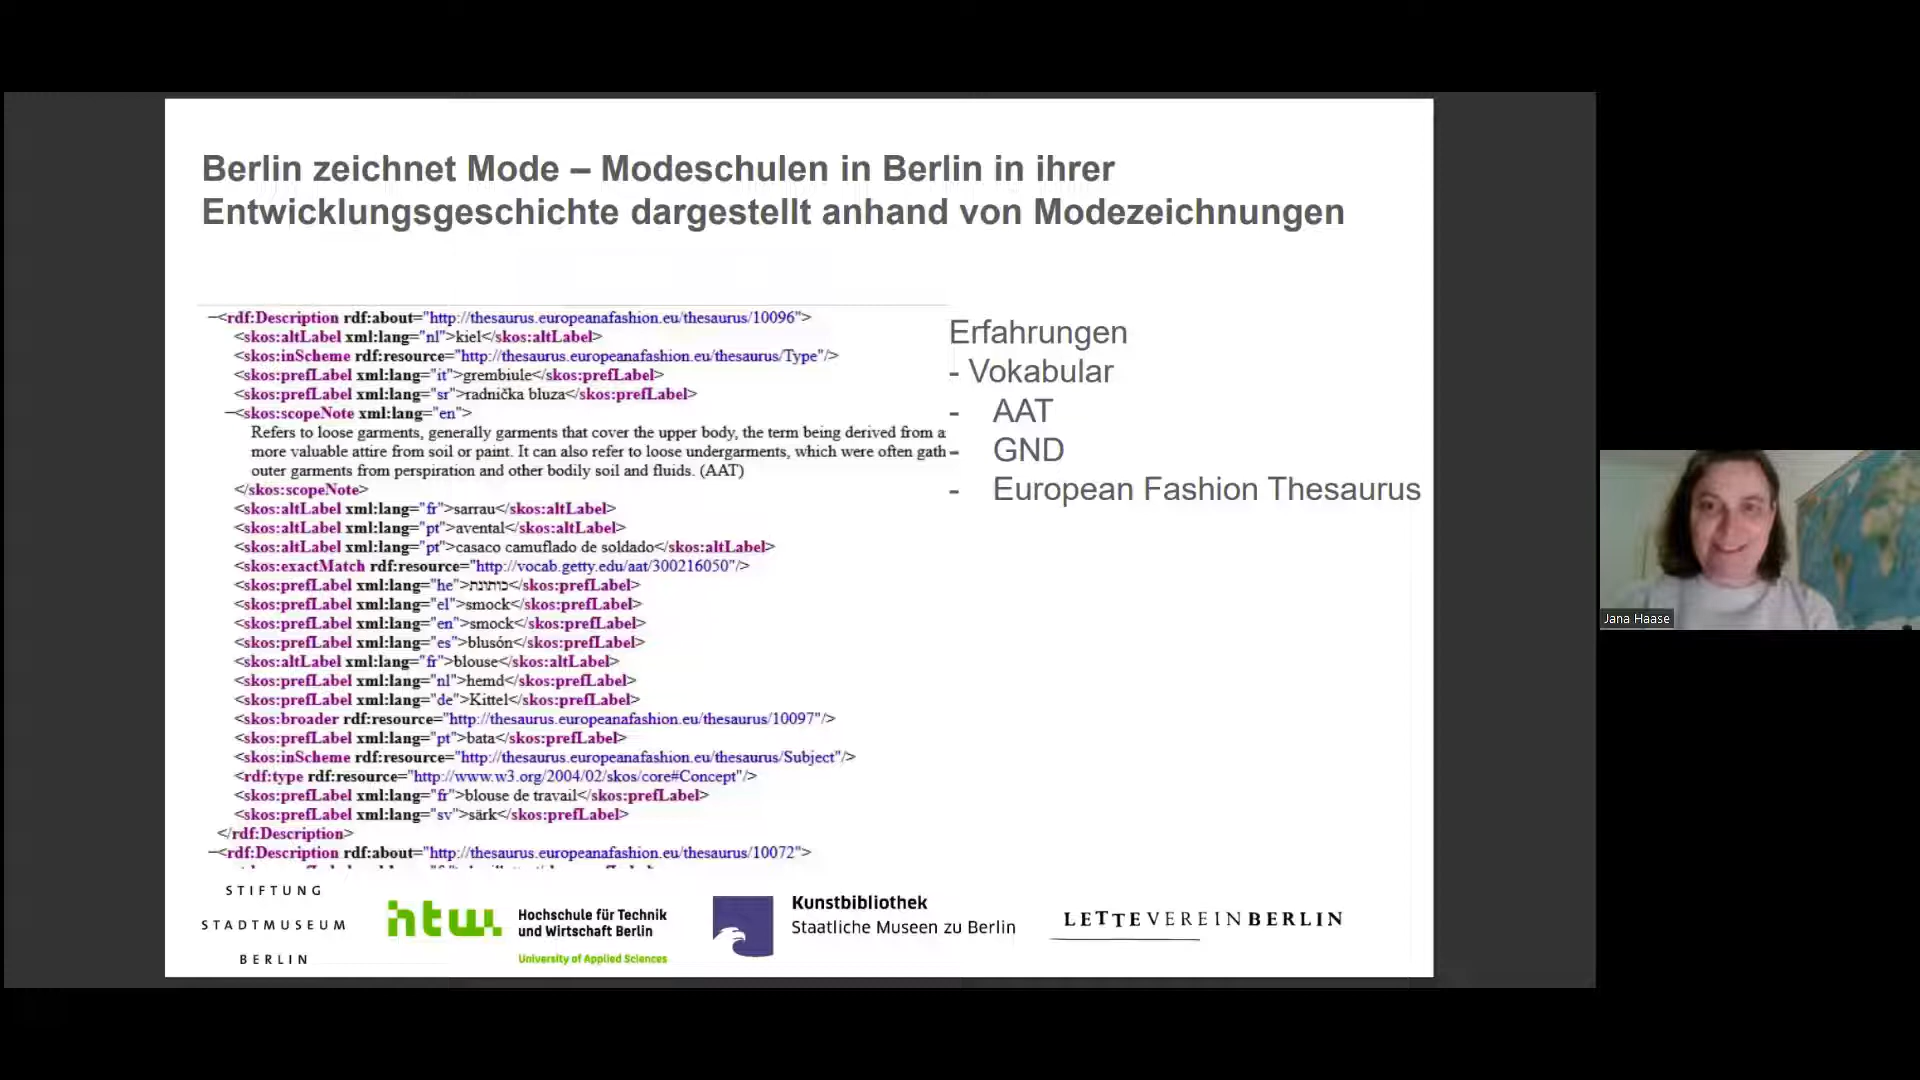 Berlin zeichnet Mode – Modeschulen in Berlin in ihrer
Entwicklungsgeschichte dargestellt anhand von Modezeichnungen
−<rdf:Description rdf:about="http://thesaurus.europeanafashion.eu/thesaurus/10096">
<skos:altLabel xml:lang="nl">kiel</skos:altLabel>
<skos:inScheme rdf:resource="http://thesaurus.europeanafashion.eu/thesaurus/Type"/>
<skos:prefLabel xml:lang="it">grembiule</skos:prefLabel>
<skos:prefLabel xml:lang="sr">radnička bluza</skos:prefLabel>
−<skos:scopeNote xml:lang="en">
Refers to loose garments, generally garments that cover the upper body, the term being derived from a
more valuable attire from soil or paint. It can also refer to loose undergarments, which were often gath
outer garments from perspiration and other bodily soil and fluids. (AAT)
</skos:scopeNote>
<skos:altLabel xml:lang="fr">sarrau</skos:altLabel>
<skos:altLabel xml:lang="pt">avental</skos:altLabel>
<skos:altLabel xml:lang="pt">casaco camuflado de soldado</skos:altLabel>
<skos:exactMatch rdf:resource="http://vocab.getty.edu/aat/300216050"/>
<skos:prefLabel xml:lang="he">כותונת</skos:prefLabel>
<skos:prefLabel xml:lang="el">smock</skos:prefLabel>
<skos:prefLabel xml:lang="en">smock</skos:prefLabel>
<skos:prefLabel xml:lang="es">blusón</skos:prefLabel>
<skos:altLabel xml:lang="fr">blouse</skos:altLabel>
<skos:prefLabel xml:lang="nl">hemd</skos:prefLabel>
<skos:prefLabel xml:lang="de">Kittel</skos:prefLabel>
<skos:broader rdf:resource="http://thesaurus.europeanafashion.eu/thesaurus/10097"/>
<skos:prefLabel xml:lang="pt">bata</skos:prefLabel>
<skos:inScheme rdf:resource="http://thesaurus.europeanafashion.eu/thesaurus/Subject"/>
<rdf:type rdf:resource="http://www.w3.org/2004/02/skos/core#Concept"/>
<skos:prefLabel xml:lang="fr">blouse de travail</skos:prefLabel>
<skos:prefLabel xml:lang="sv">särk</skos:prefLabel>
</rdf:Description>
−<rdf:Description rdf:about="http://thesaurus.europeanafashion.eu/thesaurus/10072">
Erfahrungen
- Vokabular
- AAT
- GND
- European Fashion Thesaurus
STIFTUNG
STADTMUSEUM
BERLIN
htw.
Hochschule für Technik
und Wirtschaft Berlin
University of Applied Sciences
Kunstbibliothek
Staatliche Museen zu Berlin
LETTEVEREINBERLIN
Jana Haase